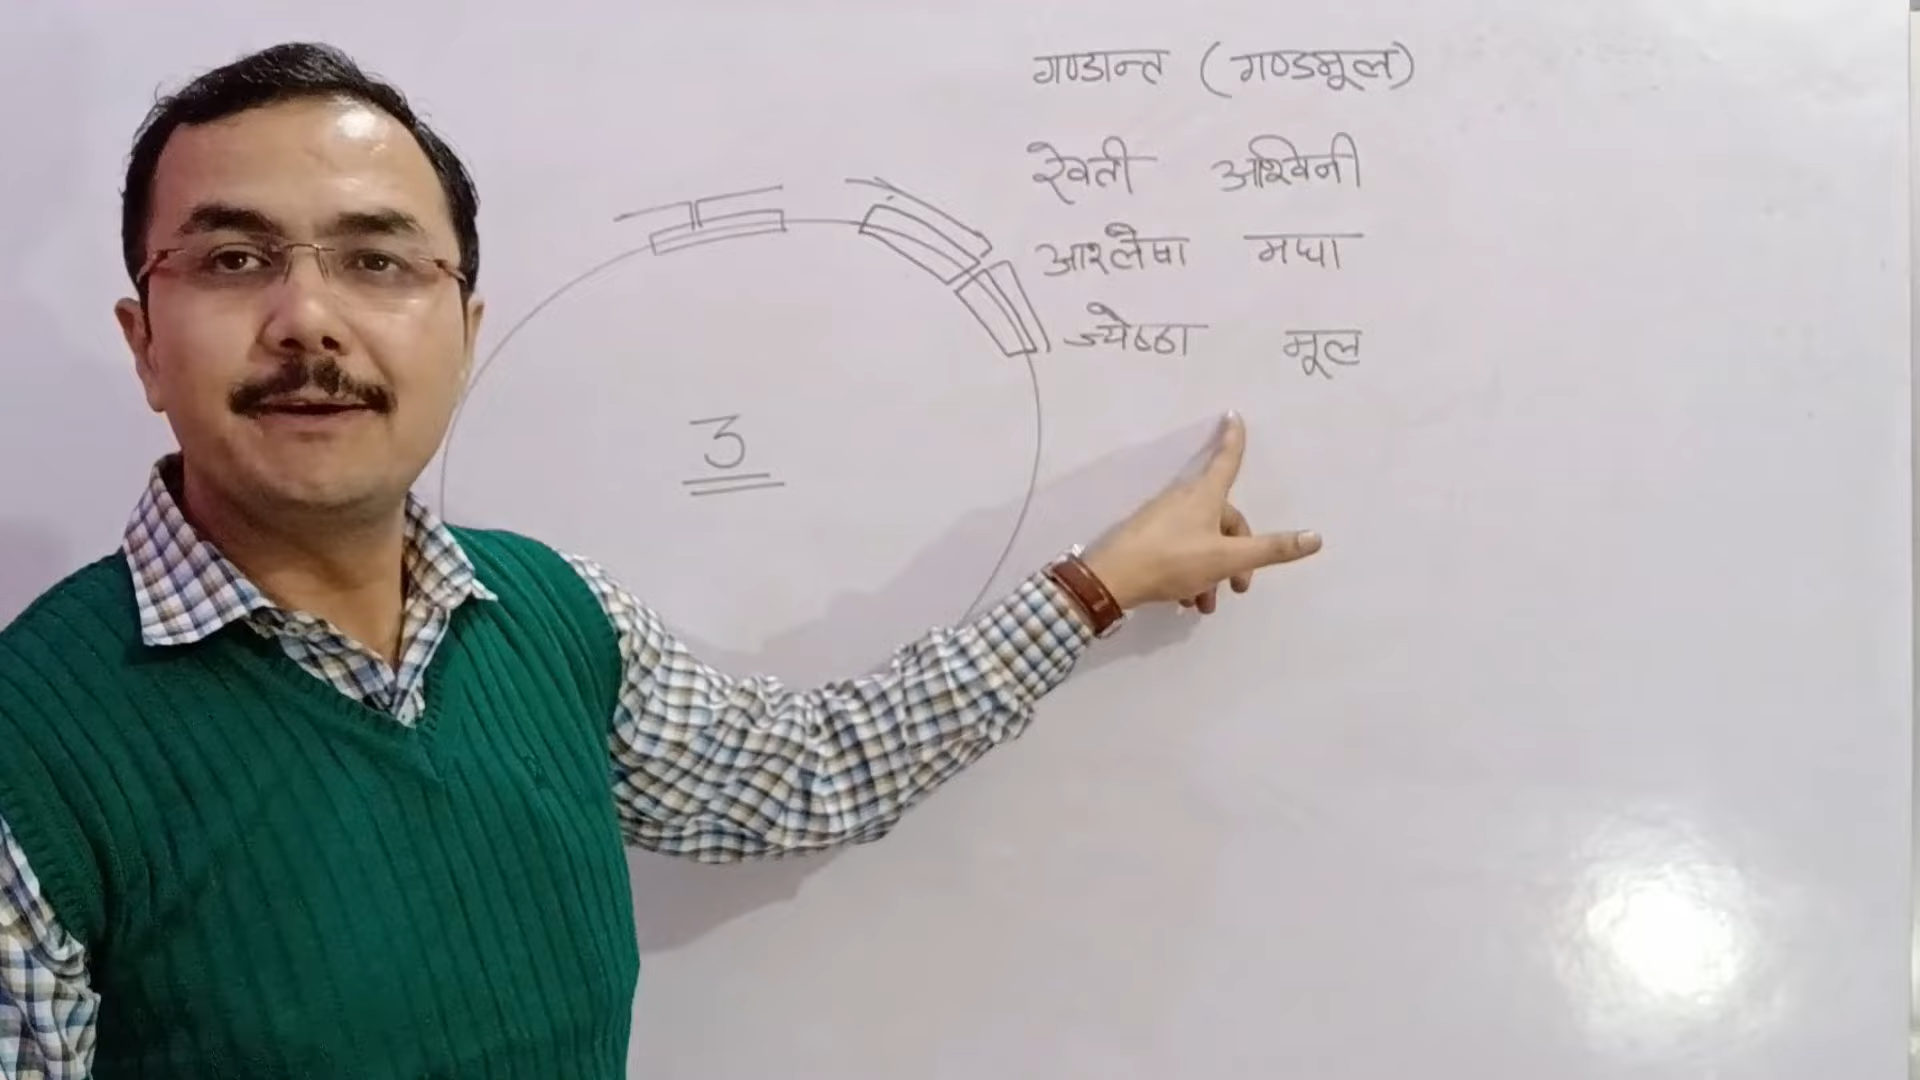 गण्डान्त (गण्डमूल)
रेवती अश्विनी
आश्लेषा मघा
ज्येष्ठा मूल
3